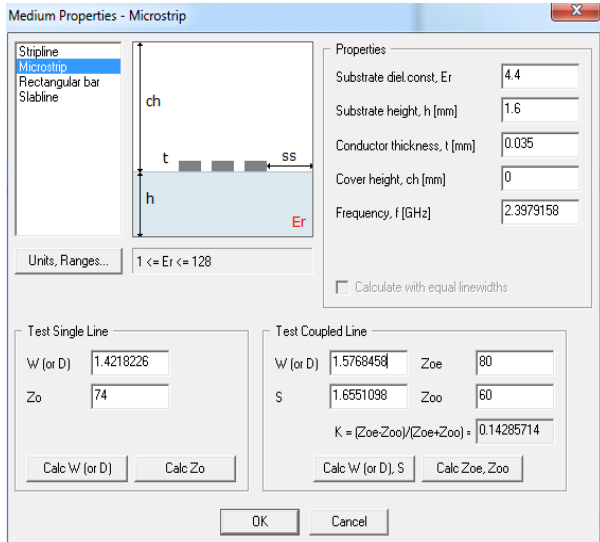 Medium Properties - Microstrip
x
Stripline
Microstrip
Rectangular bar
Slabline
ch
t
ss
h
Er
Units, Ranges...
1 <= Er <= 128
Properties
Substrate diel.const, Er
4.4
Substrate height, h [mm]
1.6
Conductor thickness, t [mm]
0.035
Cover height, ch [mm]
0
Frequency, f [GHz]
2.3979158
Calculate with equal linewidths
Test Single Line
W (or D)
1.4218226
Zo
74
Calc W (or D)
Calc Zo
Test Coupled Line
W (or D)
1.5768458
Zoe
80
S
1.6551098
Zoo
60
K = (Zoe-Zoo)/(Zoe+Zoo) =
0.14285714
Calc W (or D), S
Calc Zoe, Zoo
OK
Cancel